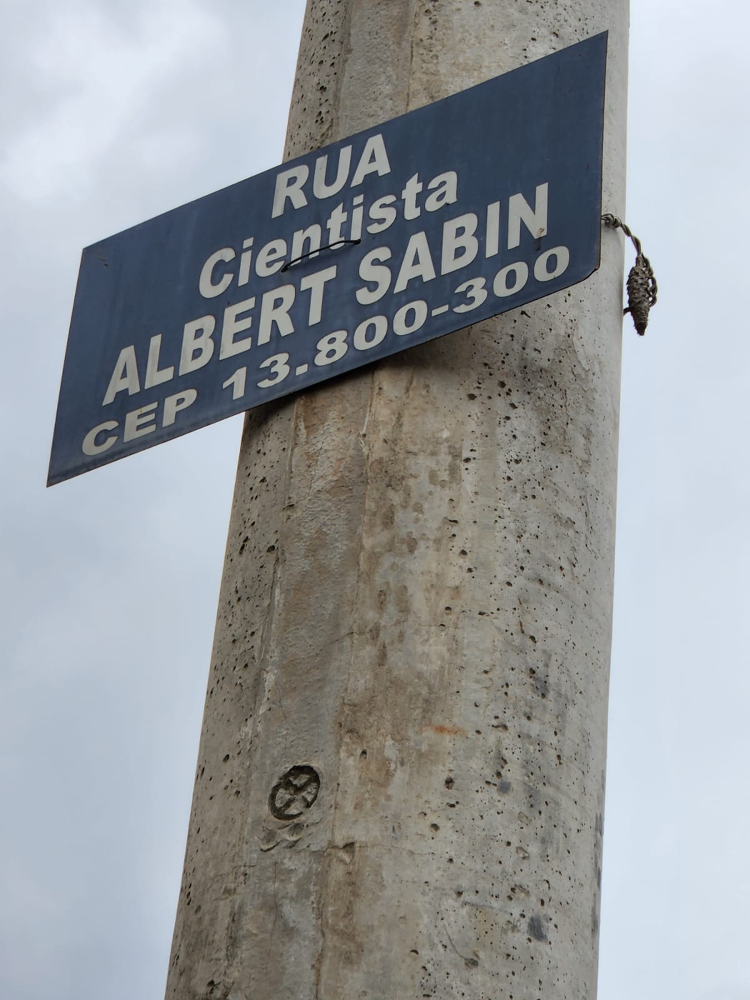 RUA
Cientista
ALBERT SABIN
CEP 13.800-300